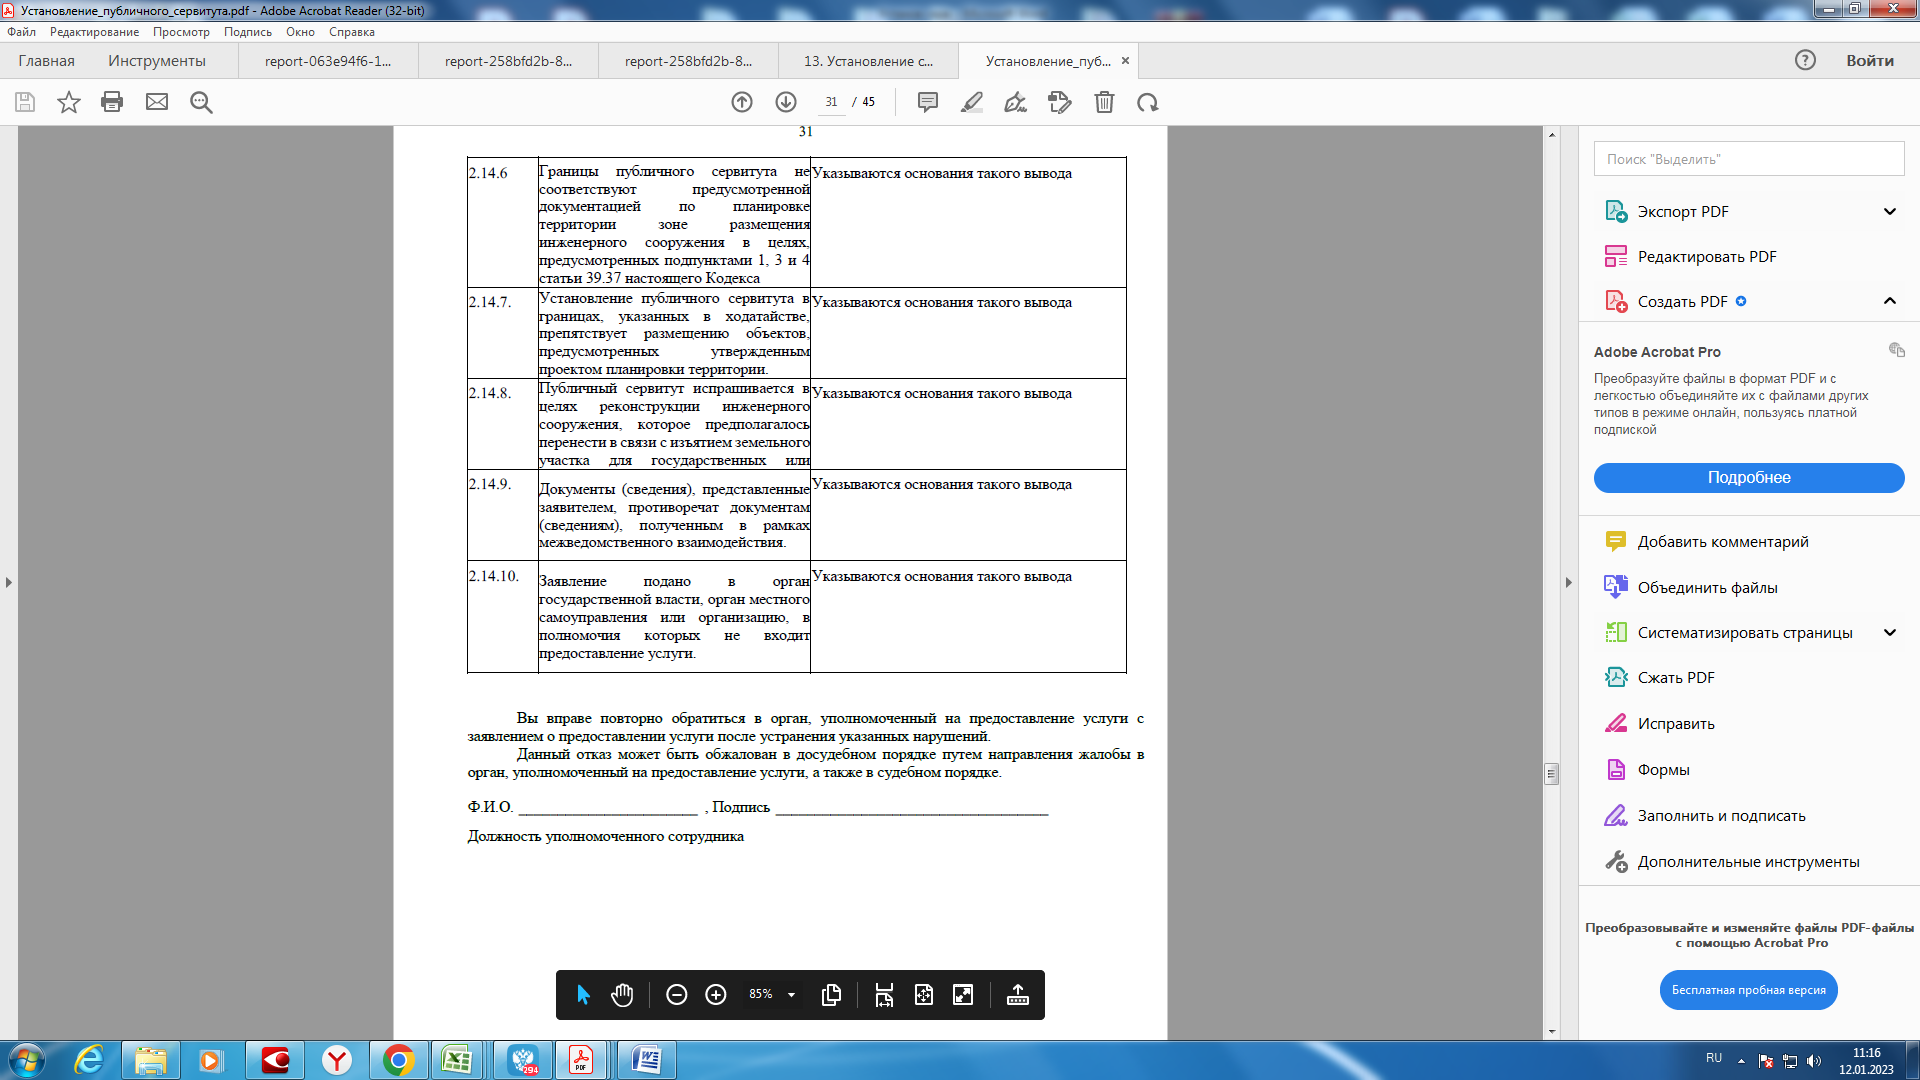 Установление_публичного_сервитута.pdf - Adobe Acrobat Reader (32-bit)
Файл Редактирование Просмотр Подпись Окно Справка
Главная Инструменты report-063e94f6-1... report-258bfd2b-8... report-258bfd2b-8... 13. Установление с... Установление_пуб... Войти
31 / 45
31
2.14.6 Границы публичного сервитута не Указываются основания такого вывода
соответствуют предусмотренной
документацией по планировке
территории зоне размещения
инженерного сооружения в целях,
предусмотренных подпунктами 1, 3 и 4
статьи 39.37 настоящего Кодекса
2.14.7. Установление публичного сервитута в Указываются основания такого вывода
границах, указанных в ходатайстве,
препятствует размещению объектов,
предусмотренных утвержденным
проектом планировки территории.
2.14.8. Публичный сервитут испрашивается в Указываются основания такого вывода
целях реконструкции инженерного
сооружения, которое предполагалось
перенести в связи с изъятием земельного
участка для государственных или
2.14.9. Документы (сведения), представленные Указываются основания такого вывода
заявителем, противоречат документам
(сведениям), полученным в рамках
межведомственного взаимодействия.
2.14.10. Заявление подано в орган Указываются основания такого вывода
государственной власти, орган местного
самоуправления или организацию, в
полномочия которых не входит
предоставление услуги.
Вы вправе повторно обратиться в орган, уполномоченный на предоставление услуги с
заявлением о предоставлении услуги после устранения указанных нарушений.
Данный отказ может быть обжалован в досудебном порядке путем направления жалобы в
орган, уполномоченный на предоставление услуги, а также в судебном порядке.
Ф.И.О. _______________________ , Подпись ___________________________________
Должность уполномоченного сотрудника
85%
Поиск "Выделить"
Экспорт PDF
Редактировать PDF
Создать PDF
Adobe Acrobat Pro
Преобразуйте файлы в формат PDF и с
легкостью объединяйте их с файлами других
типов в режиме онлайн, пользуясь платной
подпиской
Подробнее
Добавить комментарий
Объединить файлы
Систематизировать страницы
Сжать PDF
Исправить
Формы
Заполнить и подписать
Дополнительные инструменты
Преобразовывайте и изменяйте файлы PDF-файлы
с помощью Acrobat Pro
Бесплатная пробная версия
294
PDF
RU
11:16
12.01.2023